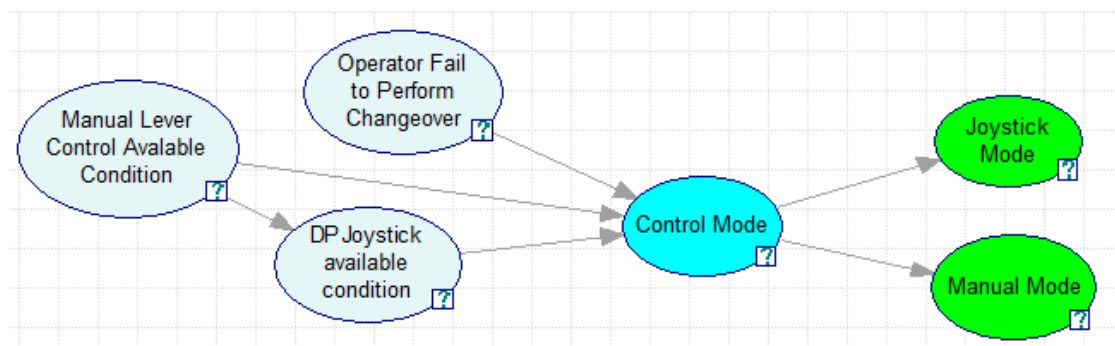 Operator Fail
to Perform
Changeover
?
Manual Lever
Control Avalable
Condition
?
DP Joystick
available
condition
?
Control Mode
?
Joystick
Mode
?
Manual Mode
?